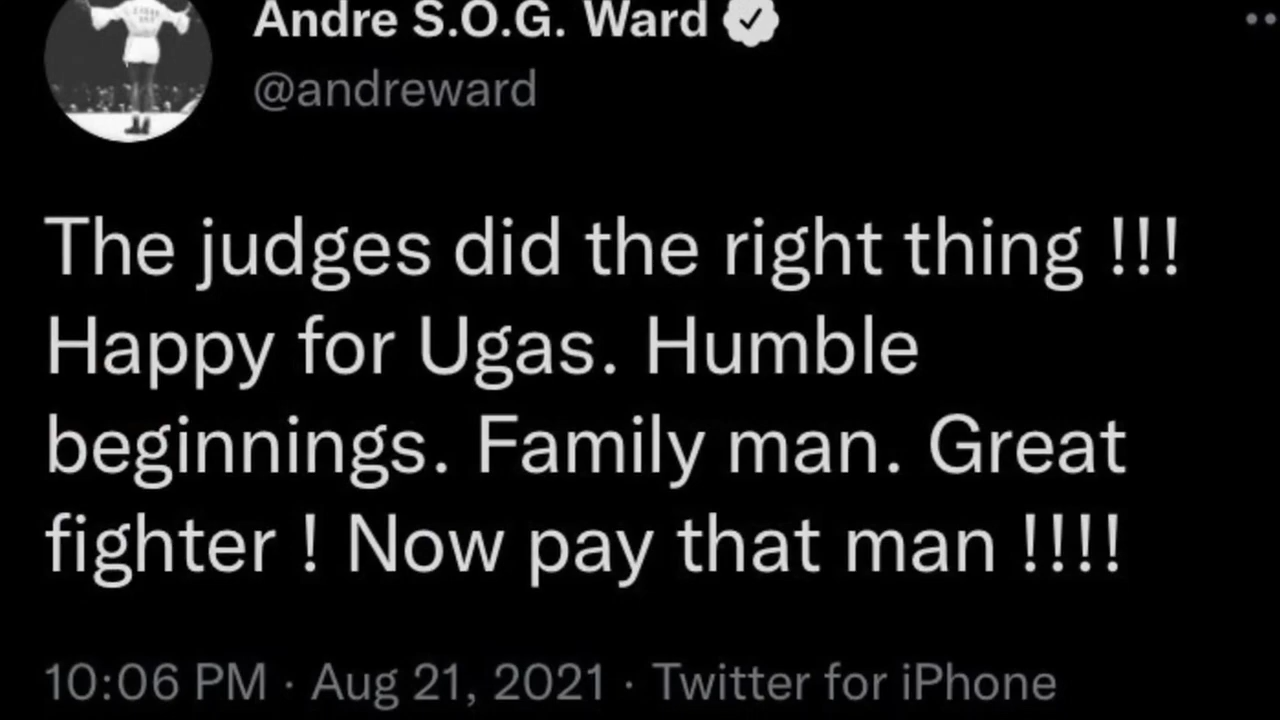 Andre S.O.G. Ward
@andreward
The judges did the right thing !!!
Happy for Ugas. Humble
beginnings. Family man. Great
fighter ! Now pay that man !!!!
10:06 PM · Aug 21, 2021 · Twitter for iPhone